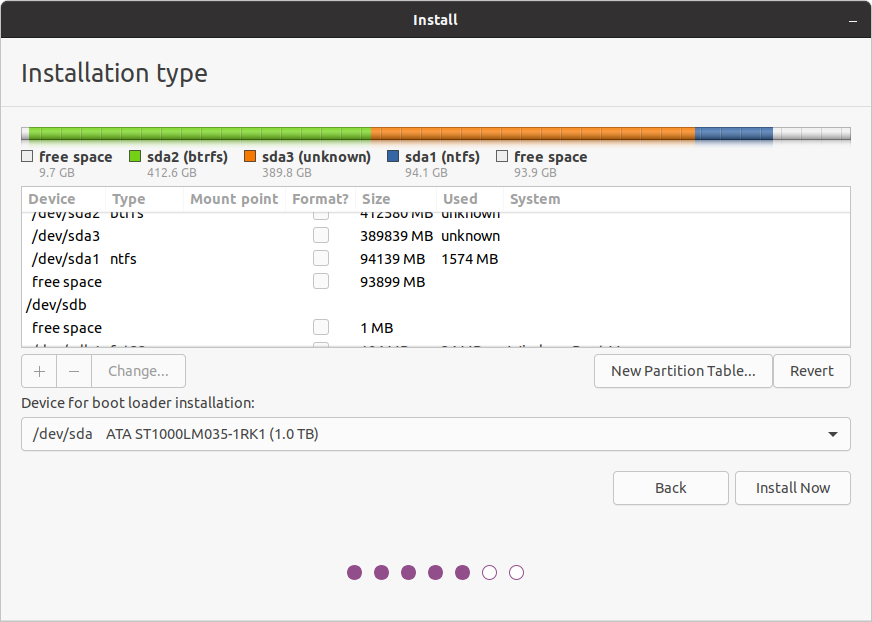 Install
Installation type
free space sda2 (btrfs) sda3 (unknown) sda1 (ntfs) free space
9.7 GB 412.6 GB 389.8 GB 94.1 GB 93.9 GB
Device Type Mount point Format? Size Used System
/dev/sda2 btrfs 412580 MB unknown
/dev/sda3 389839 MB unknown
/dev/sda1 ntfs 94139 MB 1574 MB
free space 93899 MB
/dev/sdb
free space 1 MB
+ − Change... New Partition Table... Revert
Device for boot loader installation:
/dev/sda ATA ST1000LM035-1RK1 (1.0 TB)
Back Install Now